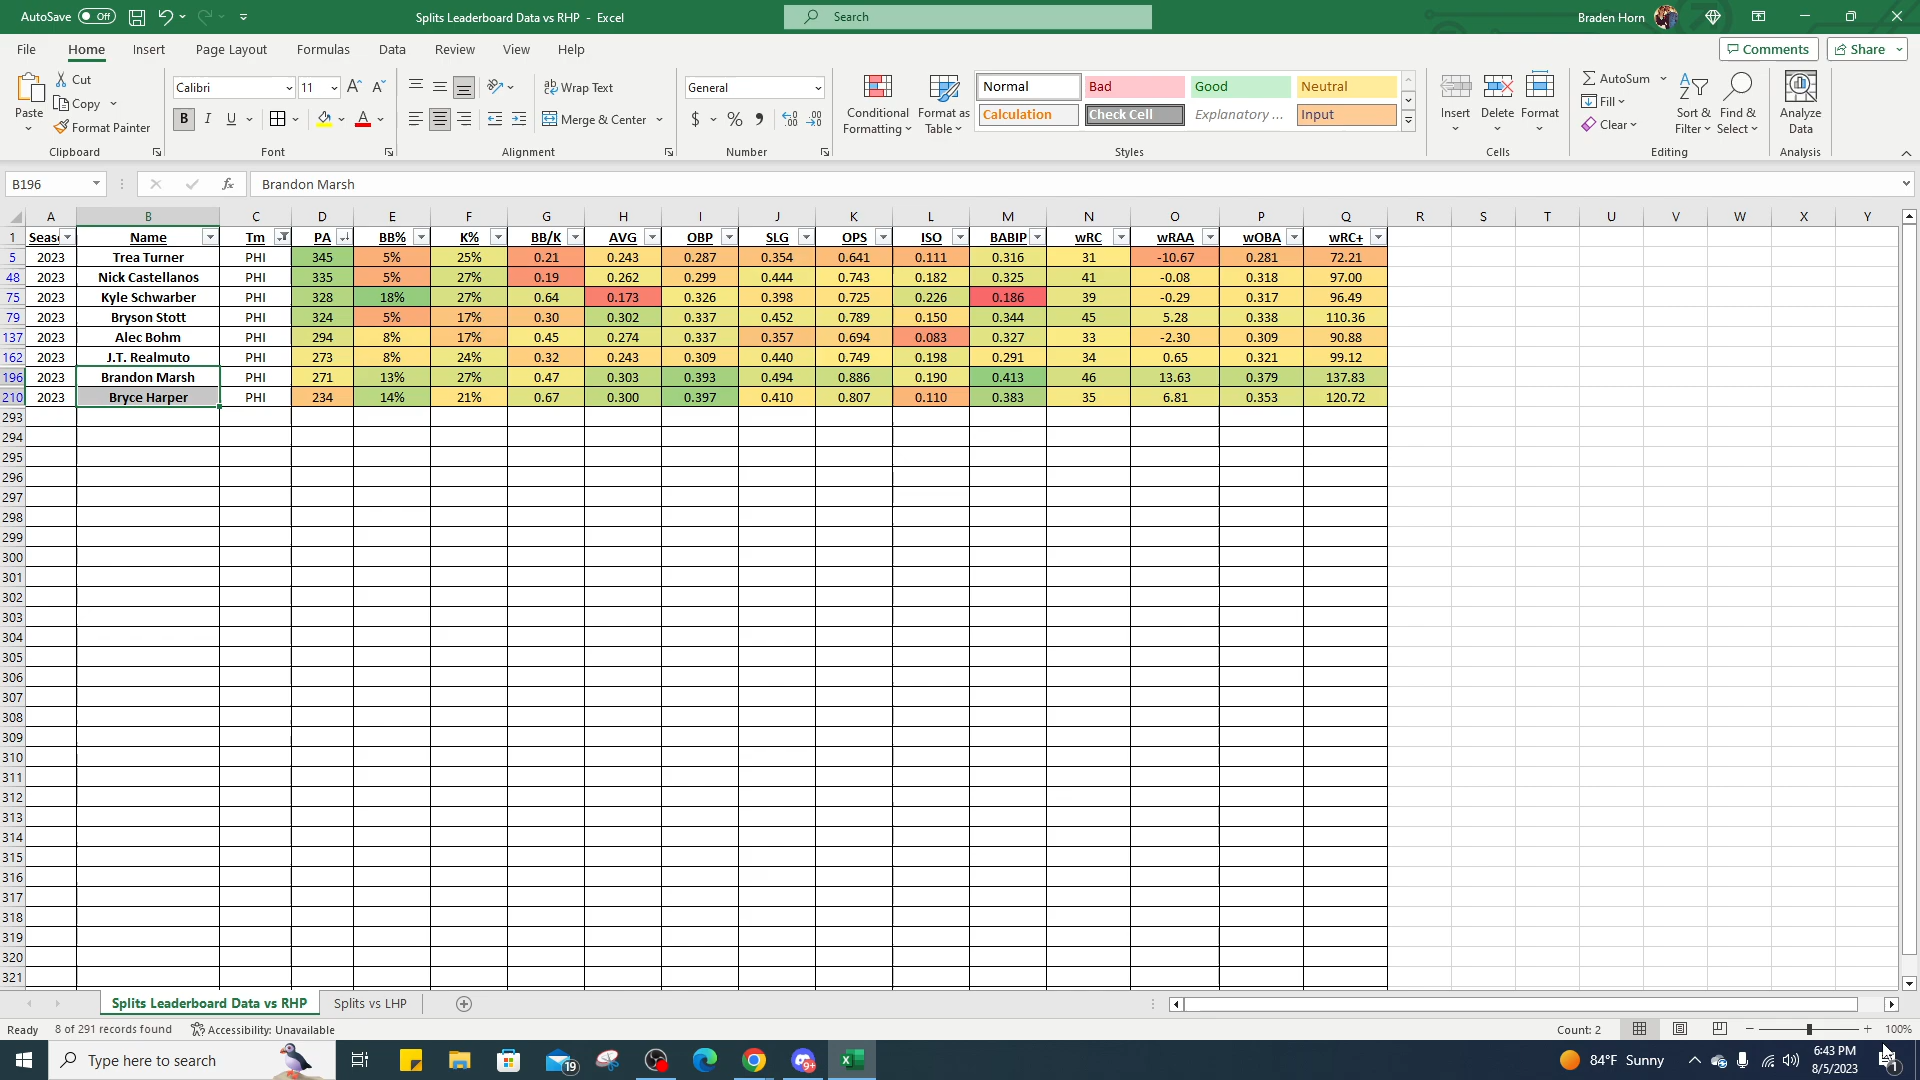 AutoSave Off Splits Leaderboard Data vs RHP - Excel Search Braden Horn
File Home Insert Page Layout Formulas Data Review View Help Comments Share
Paste Cut Copy Format Painter Clipboard
Calibri 11 A A B I U A Font
Wrap Text Merge & Center Alignment
General $ % 9 Number
Conditional Formatting Format as Table
Normal Bad Good Neutral
Calculation Check Cell Explanatory ... Input
Styles
Insert Delete Format Cells
AutoSum Fill Clear Sort & Filter Find & Select Editing
Analyze Data Analysis
B196 fx Brandon Marsh
A B C D E F G H I J K L M N O P Q R S T U V W X Y
1 Seas Name Tm PA BB% K% BB/K AVG OBP SLG OPS ISO BABIP wRC wRAA wOBA wRC+
5 2023 Trea Turner PHI 345 5% 25% 0.21 0.243 0.287 0.354 0.641 0.111 0.316 31 -10.67 0.281 72.21
48 2023 Nick Castellanos PHI 335 5% 27% 0.19 0.262 0.299 0.444 0.743 0.182 0.325 41 -0.08 0.318 97.00
75 2023 Kyle Schwarber PHI 328 18% 27% 0.64 0.173 0.326 0.398 0.725 0.226 0.186 39 -0.29 0.317 96.49
79 2023 Bryson Stott PHI 324 5% 17% 0.30 0.302 0.337 0.452 0.789 0.150 0.344 45 5.28 0.338 110.36
137 2023 Alec Bohm PHI 294 8% 17% 0.45 0.274 0.337 0.357 0.694 0.083 0.327 33 -2.30 0.309 90.88
162 2023 J.T. Realmuto PHI 273 8% 24% 0.32 0.243 0.309 0.440 0.749 0.198 0.291 34 0.65 0.321 99.12
196 2023 Brandon Marsh PHI 271 13% 27% 0.47 0.303 0.393 0.494 0.886 0.190 0.413 46 13.63 0.379 137.83
210 2023 Bryce Harper PHI 234 14% 21% 0.67 0.300 0.397 0.410 0.807 0.110 0.383 35 6.81 0.353 120.72
293
294
295
296
297
298
299
300
301
302
303
304
305
306
307
308
309
310
311
312
313
314
315
316
317
318
319
320
321
Splits Leaderboard Data vs RHP Splits vs LHP
Ready 8 of 291 records found Accessibility: Unavailable Count: 2 100%
Type here to search 19 9+ 84°F Sunny 6:43 PM 1
8/5/2023